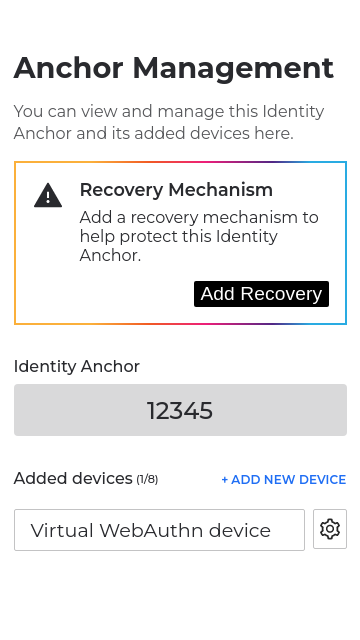 Anchor Management
You can view and manage this Identity
Anchor and its added devices here.
Recovery Mechanism
Add a recovery mechanism to
help protect this Identity
Anchor.
Add Recovery
Identity Anchor
12345
Added devices (1/8)
+ ADD NEW DEVICE
Virtual WebAuthn device